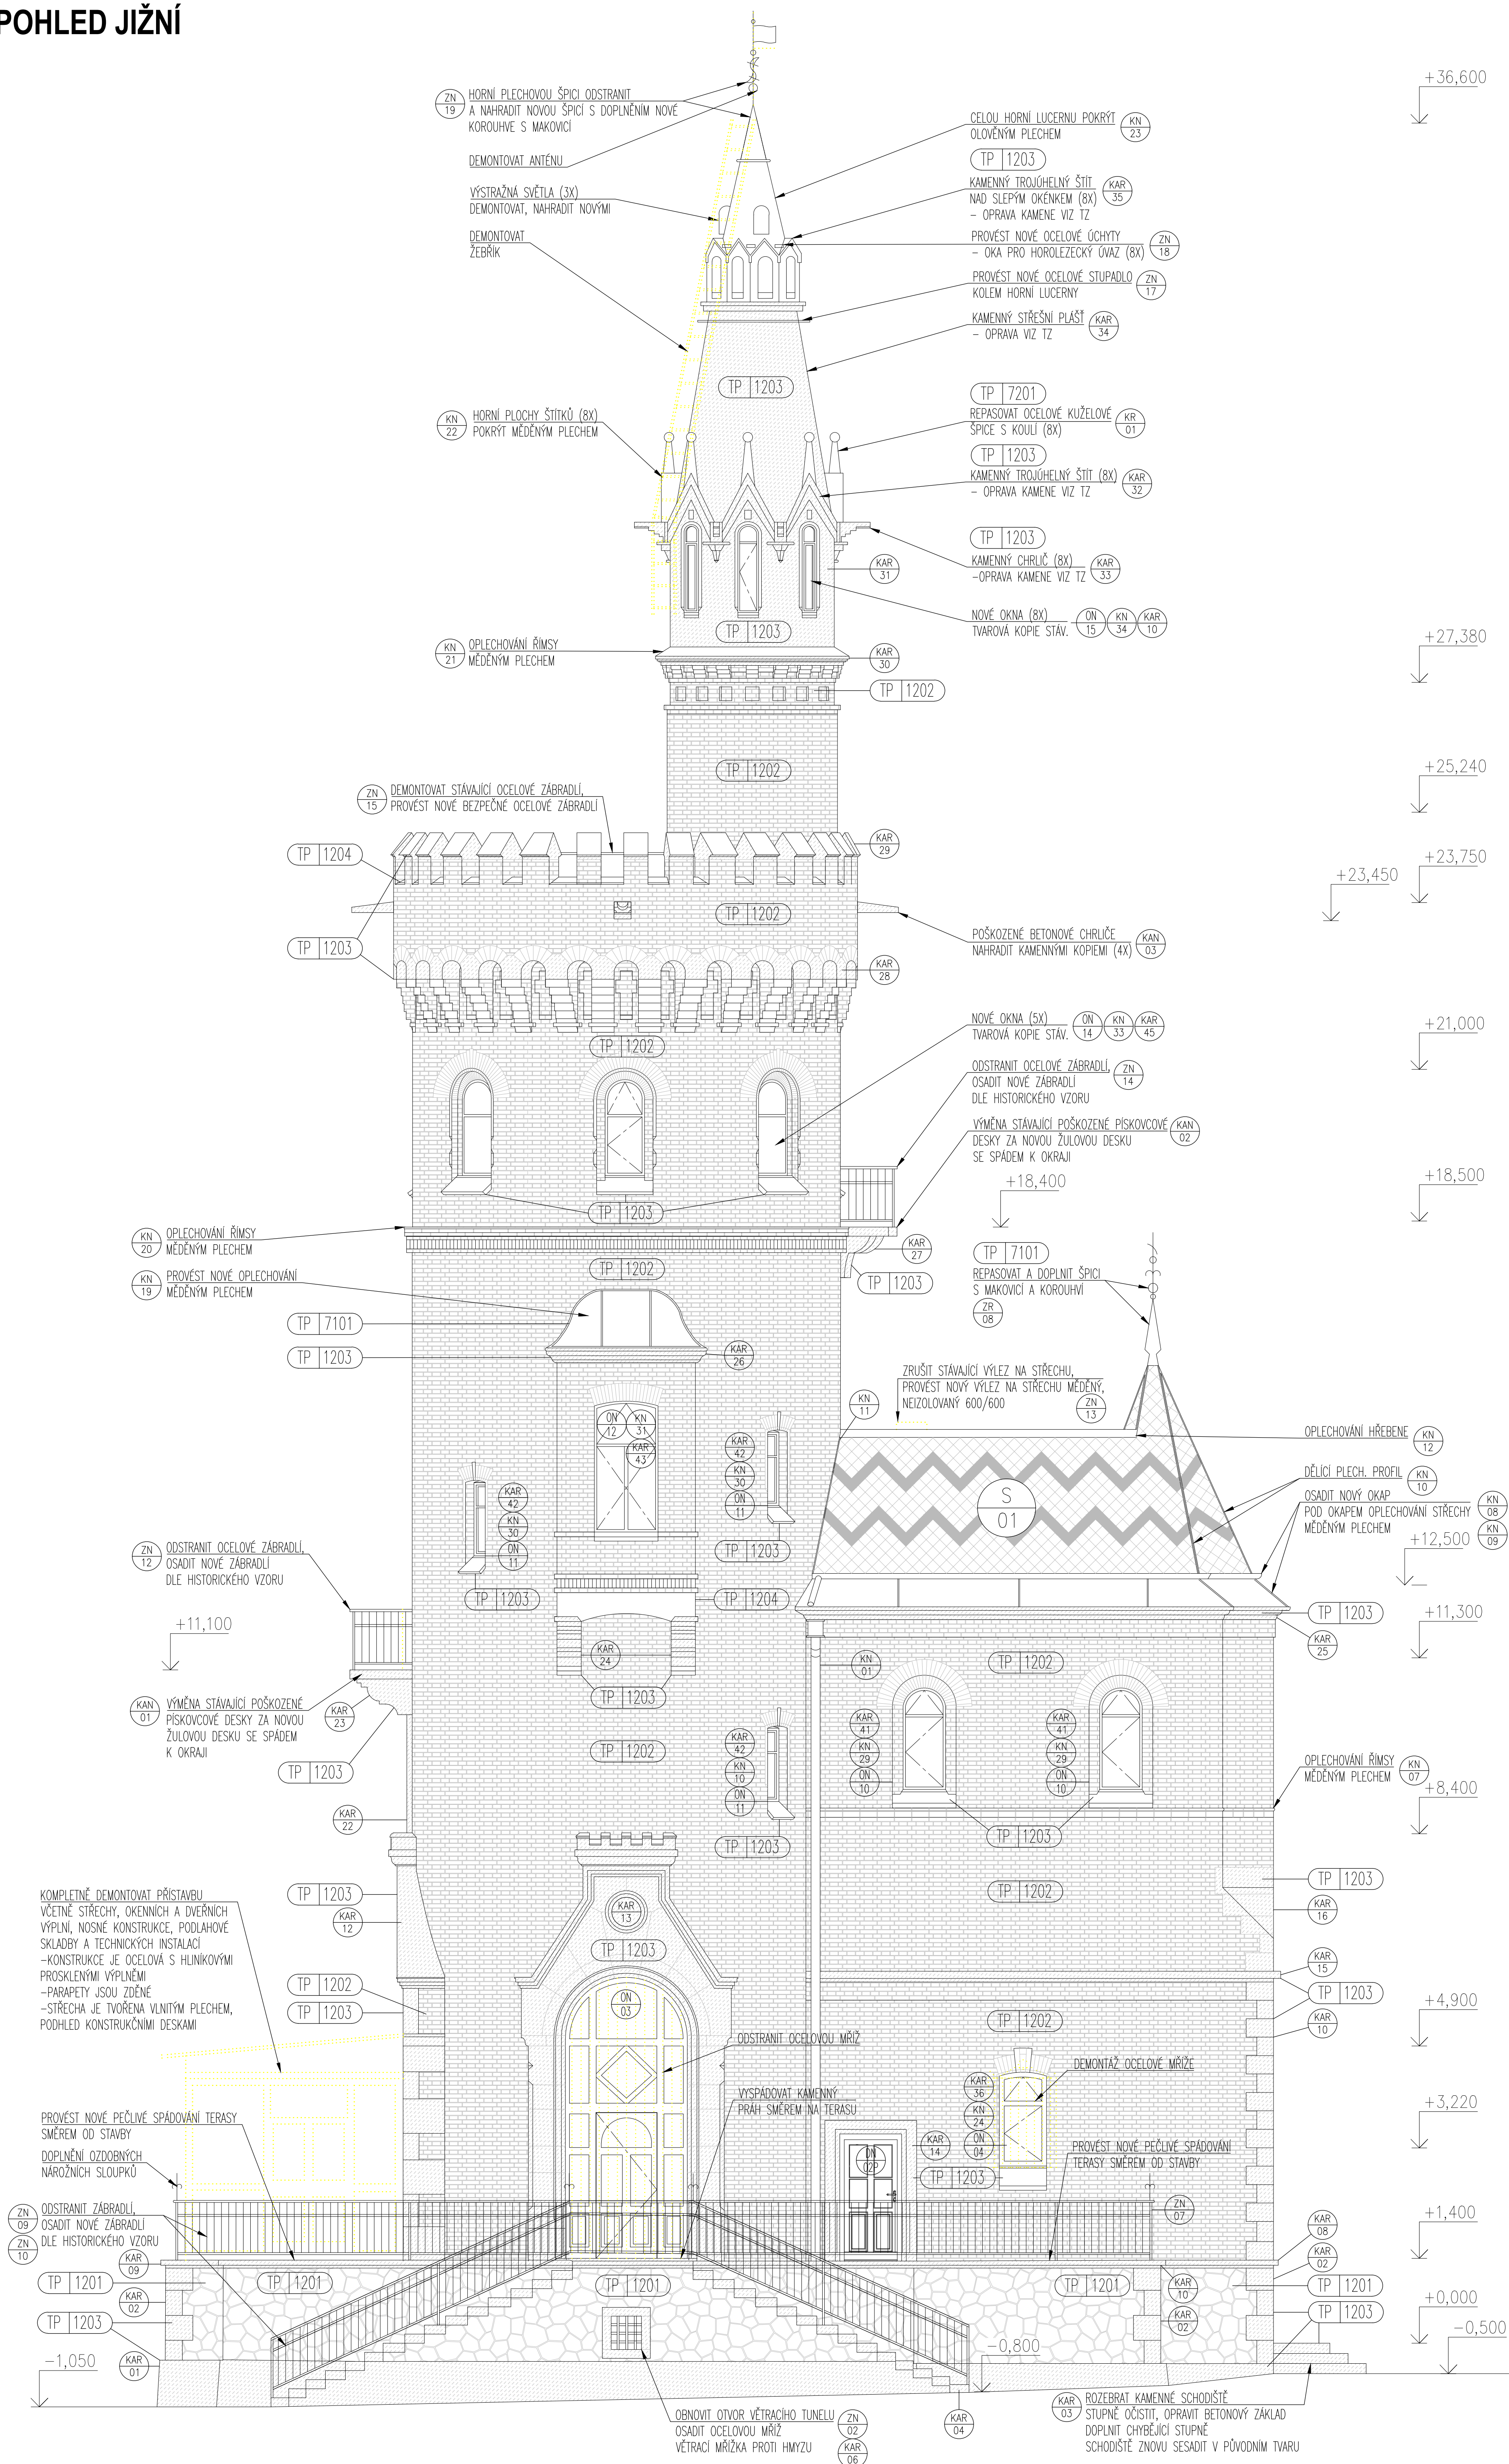 POHLED JIŽNÍ
+36,600
ZN 19
HORNÍ PLECHOVOU ŠPICI ODSTRANIT
A NAHRADIT NOVOU ŠPICÍ S DOPLNĚNÍM NOVÉ
KOROUHVE S MAKOVICÍ
DEMONTOVAT ANTÉNU
VÝSTRAŽNÁ SVĚTLA (3X)
DEMONTOVAT, NAHRADIT NOVÝMI
DEMONTOVAT
ŽEBŘÍK
CELOU HORNÍ LUCERNU POKRÝT
OLOVĚNÝM PLECHEM
KN 23
TP 1203
KAMENNÝ TROJÚHELNÝ ŠTÍT
NAD SLEPÝM OKÉNKEM (8X)
– OPRAVA KAMENE VIZ TZ
KAR 35
PROVÉST NOVÉ OCELOVÉ ÚCHYTY
– OKA PRO HOROLEZECKÝ ÚVAZ (8X)
ZN 18
PROVÉST NOVÉ OCELOVÉ STUPADLO
KOLEM HORNÍ LUCERNY
ZN 17
KAMENNÝ STŘEŠNÍ PLÁŠŤ
– OPRAVA VIZ TZ
KAR 34
TP 1203
KN 22
HORNÍ PLOCHY ŠTÍTKŮ (8X)
POKRÝT MĚDĚNÝM PLECHEM
TP 7201
REPASOVAT OCELOVÉ KUŽELOVÉ
ŠPICE S KOULÍ (8X)
KR 01
TP 1203
KAMENNÝ TROJÚHELNÝ ŠTÍT (8X)
– OPRAVA KAMENE VIZ TZ
KAR 32
TP 1203
KAMENNÝ CHRLIČ (8X)
–OPRAVA KAMENE VIZ TZ
KAR 33
KAR 31
NOVÉ OKNA (8X)
TVAROVÁ KOPIE STÁV.
ON 15
KN 34
KAR 10
TP 1203
+27,380
KN 21
OPLECHOVÁNÍ ŘÍMSY
MĚDĚNÝM PLECHEM
KAR 30
TP 1202
TP 1202
+25,240
ZN 15
DEMONTOVAT STÁVAJÍCÍ OCELOVÉ ZÁBRADLÍ,
PROVÉST NOVÉ BEZPEČNÉ OCELOVÉ ZÁBRADLÍ
KAR 29
TP 1204
+23,750
+23,450
TP 1202
TP 1203
POŠKOZENÉ BETONOVÉ CHRLIČE
NAHRADIT KAMENNÝMI KOPIEMI (4X)
KAN 03
KAR 28
NOVÉ OKNA (5X)
TVAROVÁ KOPIE STÁV.
ON 14
KN 33
KAR 45
+21,000
TP 1202
ODSTRANIT OCELOVÉ ZÁBRADLÍ,
OSADIT NOVÉ ZÁBRADLÍ
DLE HISTORICKÉHO VZORU
ZN 14
VÝMĚNA STÁVAJÍCÍ POŠKOZENÉ PÍSKOVCOVÉ
DESKY ZA NOVOU ŽULOVOU DESKU
SE SPÁDEM K OKRAJI
KAN 02
+18,400
+18,500
TP 1203
KN 20
OPLECHOVÁNÍ ŘÍMSY
MĚDĚNÝM PLECHEM
KAR 27
TP 1203
TP 1202
KN 19
PROVÉST NOVÉ OPLECHOVÁNÍ
MĚDĚNÝM PLECHEM
TP 7101
REPASOVAT A DOPLNIT ŠPICI
S MAKOVICÍ A KOROUHVÍ
ZR 08
TP 7101
TP 1203
KAR 26
ZRUŠIT STÁVAJÍCÍ VÝLEZ NA STŘECHU,
PROVÉST NOVÝ VÝLEZ NA STŘECHU MĚDĚNÝ,
NEIZOLOVANÝ 600/600
ZN 13
KN 11
OPLECHOVÁNÍ HŘEBENE
KN 12
DĚLÍCÍ PLECH. PROFIL
KN 10
OSADIT NOVÝ OKAP
POD OKAPEM OPLECHOVÁNÍ STŘECHY
MĚDĚNÝM PLECHEM
KN 08
KN 09
ON 12
KN 31
KAR 43
KAR 42
KN 30
ON 11
TP 1203
KAR 42
KN 30
ON 11
TP 1203
S 01
+12,500
ZN 12
ODSTRANIT OCELOVÉ ZÁBRADLÍ,
OSADIT NOVÉ ZÁBRADLÍ
DLE HISTORICKÉHO VZORU
TP 1204
TP 1203
KAR 25
+11,300
+11,100
KAR 24
TP 1203
KN 01
TP 1202
KAN 01
VÝMĚNA STÁVAJÍCÍ POŠKOZENÉ
PÍSKOVCOVÉ DESKY ZA NOVOU
ŽULOVOU DESKU SE SPÁDEM
K OKRAJI
KAR 23
TP 1203
TP 1202
KAR 42
KN 10
ON 11
TP 1203
KAR 41
KN 29
ON 10
KAR 41
KN 29
ON 10
TP 1203
OPLECHOVÁNÍ ŘÍMSY
MĚDĚNÝM PLECHEM
KN 07
+8,400
KAR 22
KOMPLETNĚ DEMONTOVAT PŘÍSTAVBU
VČETNĚ STŘECHY, OKENNÍCH A DVEŘNÍCH
VÝPLNÍ, NOSNÉ KONSTRUKCE, PODLAHOVÉ
SKLADBY A TECHNICKÝCH INSTALACÍ
–KONSTRUKCE JE OCELOVÁ S HLINÍKOVÝMI
PROSKLENÝMI VÝPLNĚMI
–PARAPETY JSOU ZDĚNÉ
–STŘECHA JE TVOŘENA VLNITÝM PLECHEM,
PODHLED KONSTRUKČNÍMI DESKAMI
TP 1203
KAR 12
KAR 13
TP 1203
TP 1202
TP 1203
KAR 16
TP 1202
TP 1203
KAR 15
TP 1203
KAR 10
+4,900
ON 03
TP 1202
ODSTRANIT OCELOVOU MŘÍŽ
DEMONTÁŽ OCELOVÉ MŘÍŽE
KAR 36
KN 24
ON 04
VYSPÁDOVAT KAMENNÝ
PRÁH SMĚREM NA TERASU
+3,220
PROVÉST NOVÉ PEČLIVÉ SPÁDOVÁNÍ TERASY
SMĚREM OD STAVBY
DOPLNĚNÍ OZDOBNÝCH
NÁROŽNÍCH SLOUPKŮ
KAR 14
ON 02P
TP 1203
PROVÉST NOVÉ PEČLIVÉ SPÁDOVÁNÍ
TERASY SMĚREM OD STAVBY
ZN 09
ZN 10
ODSTRANIT ZÁBRADLÍ,
OSADIT NOVÉ ZÁBRADLÍ
DLE HISTORICKÉHO VZORU
ZN 07
KAR 08
+1,400
KAR 09
KAR 02
TP 1201
TP 1201
TP 1201
TP 1201
KAR 10
TP 1201
KAR 02
KAR 02
TP 1203
TP 1203
+0,000
-0,500
-1,050
KAR 01
-0,800
OBNOVIT OTVOR VĚTRACÍHO TUNELU
OSADIT OCELOVOU MŘÍŽ
VĚTRACÍ MŘÍŽKA PROTI HMYZU
ZN 02
KAR 06
KAR 04
KAR 03
ROZEBRAT KAMENNÉ SCHODIŠTĚ
STUPNĚ OČISTIT, OPRAVIT BETONOVÝ ZÁKLAD
DOPLNIT CHYBĚJÍCÍ STUPNĚ
SCHODIŠTĚ ZNOVU SESADIT V PŮVODNÍM TVARU